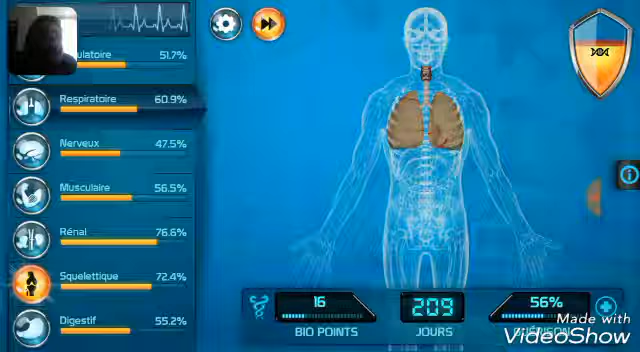 51.7%
Respiratoire 60.9%
Nerveux 47.5%
Musculaire 56.5%
Rénal 76.6%
Squelettique 72.4%
Digestif 55.2%
16
BIO POINTS
209
JOURS
56%
Made with
VideoShow